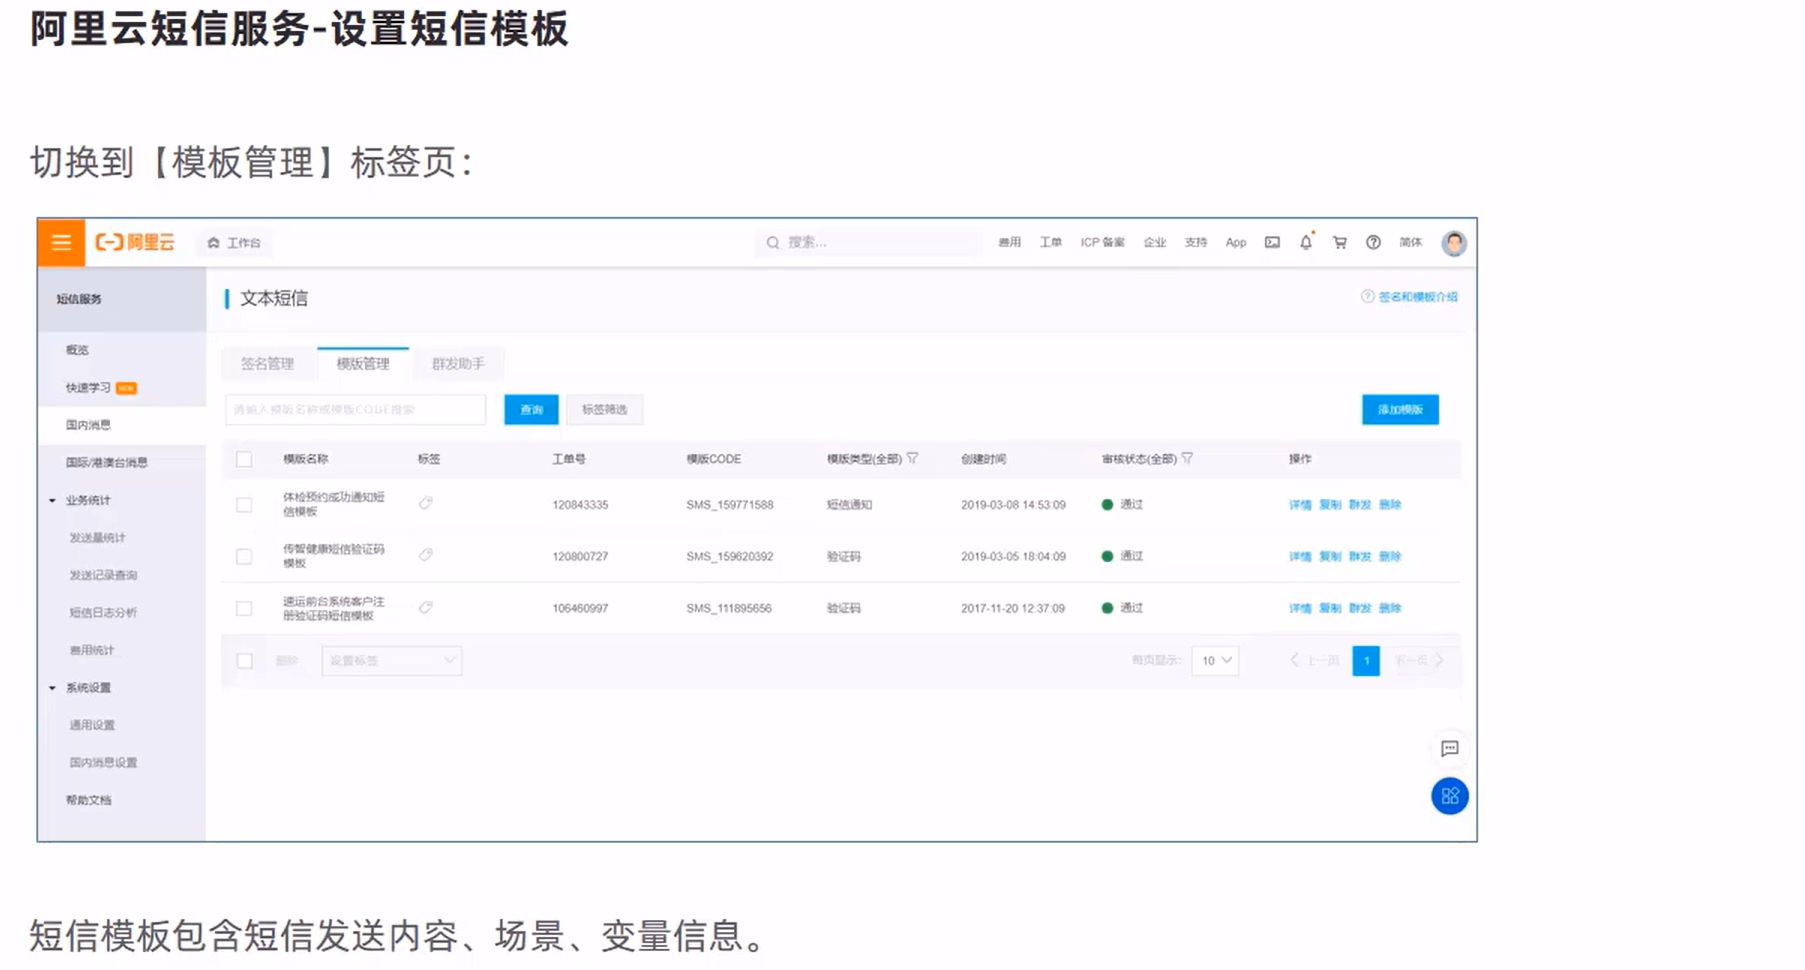 阿里云短信服务-设置短信模板
切换到【模板管理】标签页：
阿里云 工作台 搜索... 费用 工单 ICP 备案 企业 支持 App 简体
短信服务
文本短信
签名和模板介绍
概览
快速学习
国内消息
国际/港澳台消息
业务统计
发送量统计
发送记录查询
短信日志分析
费用统计
系统设置
通用设置
国内消息设置
帮助文档
签名管理 模版管理 群发助手
请输入模版名称或模版CODE搜索 查询 标签筛选 添加模版
模版名称 标签 工单号 模版CODE 模版类型(全部) 创建时间 审核状态(全部) 操作
体检预约成功通知短
信模板
120843335 SMS_159771588 短信通知 2019-03-08 14:53:09 通过 详情 复制 群发 删除
传智健康短信验证码
模板
120800727 SMS_159620392 验证码 2019-03-05 18:04:09 通过 详情 复制 群发 删除
速运前台系统客户注
册验证码短信模板
106460997 SMS_111895656 验证码 2017-11-20 12:37:09 通过 详情 复制 群发 删除
删除 设置标签 每页显示: 10 上一页 1 下一页
短信模板包含短信发送内容、场景、变量信息。